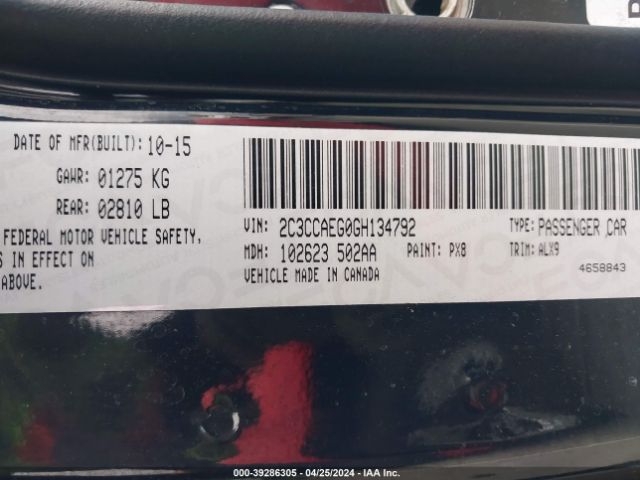 DATE OF MFR(BUILT): 10-15
GAWR: 01275 KG
REAR: 02810 LB
FEDERAL MOTOR VEHICLE SAFETY,
S IN EFFECT ON
ABOVE.
VIN: 2C3CCAEG0GH134792
TYPE: PASSENGER CAR
MDH: 102623 502AA
PAINT: PX8
TRIM: ALX9
VEHICLE MADE IN CANADA
4658843
000-39286305 - 04/25/2024 - IAA Inc.